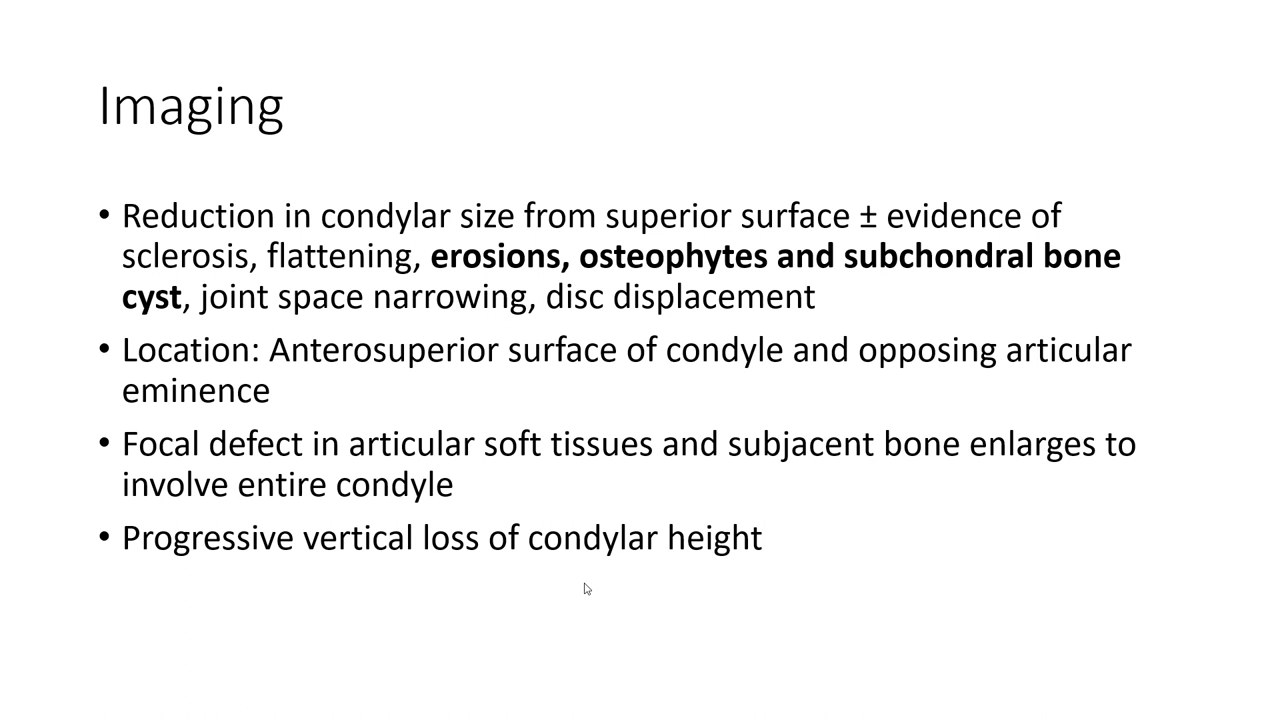 Imaging
• Reduction in condylar size from superior surface ± evidence of
sclerosis, flattening, erosions, osteophytes and subchondral bone
cyst, joint space narrowing, disc displacement
• Location: Anterosuperior surface of condyle and opposing articular
eminence
• Focal defect in articular soft tissues and subjacent bone enlarges to
involve entire condyle
• Progressive vertical loss of condylar height